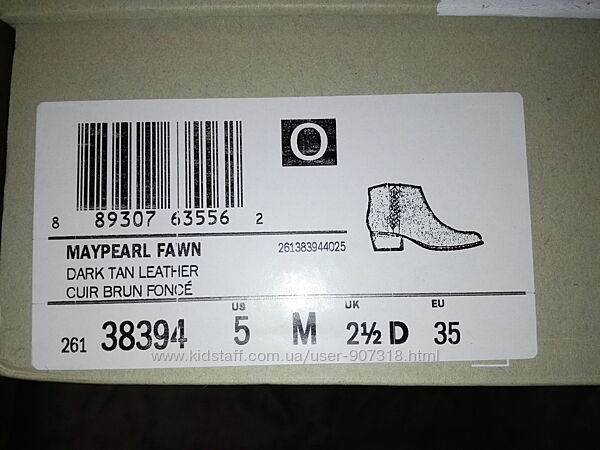 O
8 89307 63556 2
MAYPEARL FAWN 261383944025
DARK TAN LEATHER
CUIR BRUN FONCÉ
US UK EU
261 38394 5 M 2½ D 35
www.kidstaff.com.ua/user-907318.html